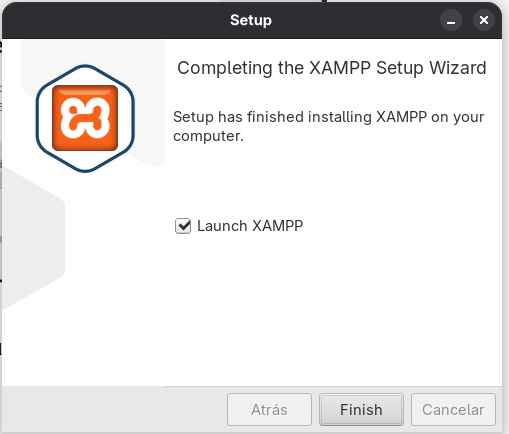 Setup
Completing the XAMPP Setup Wizard
Setup has finished installing XAMPP on your
computer.
Launch XAMPP
Atrás
Finish
Cancelar